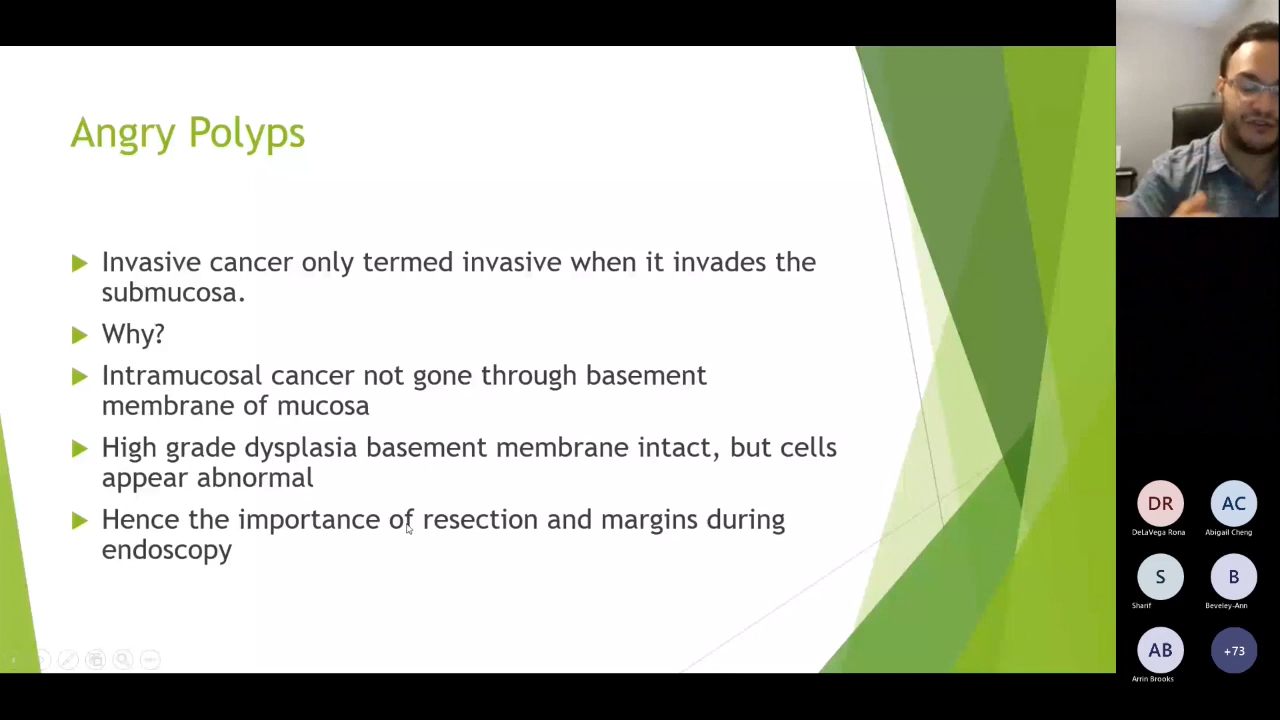 Angry Polyps
Invasive cancer only termed invasive when it invades the
submucosa.
Why?
Intramucosal cancer not gone through basement
membrane of mucosa
High grade dysplasia basement membrane intact, but cells
appear abnormal
Hence the importance of resection and margins during
endoscopy
DR
DeLaVega Rona
AC
Abigail Cheng
S
Sharif
B
Beveley-Ann
AB
Arrin Brooks
+73